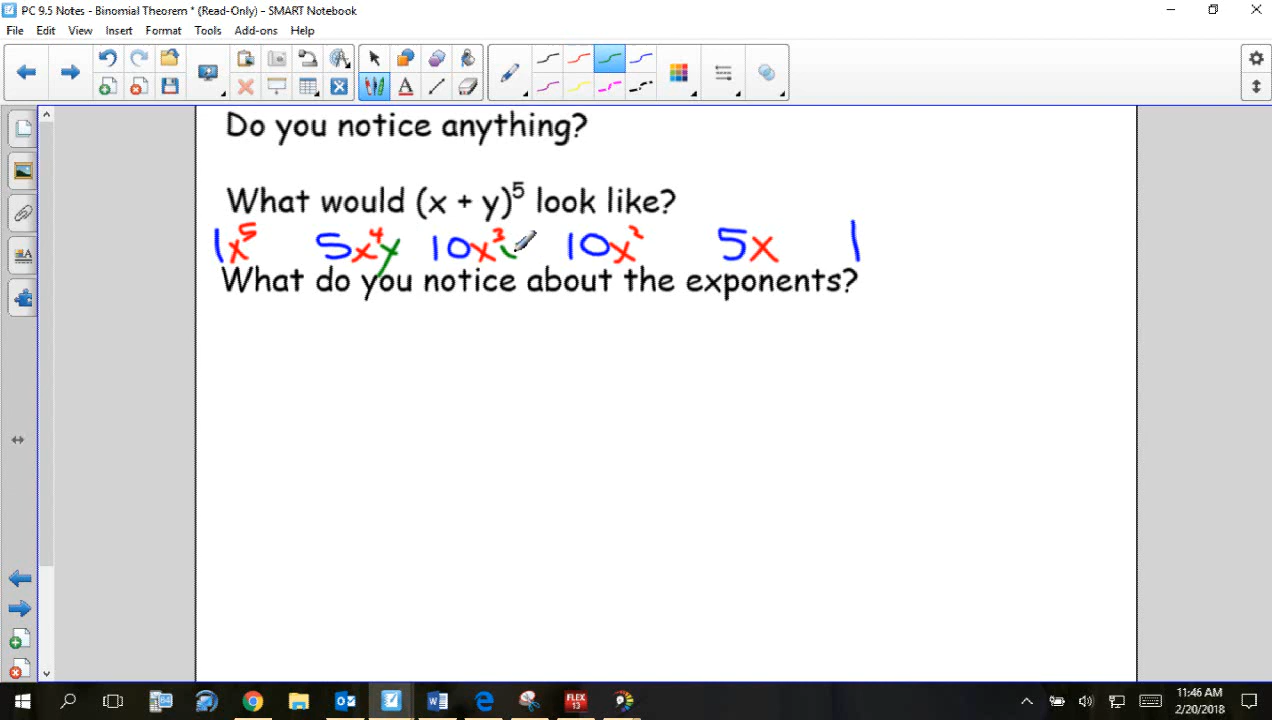 PC 9.5 Notes - Binomial Theorem * (Read-Only) - SMART Notebook
File Edit View Insert Format Tools Add-ons Help
Do you notice anything?
What would (x + y)⁵ look like?
1x⁵ 5x⁴y 10x³ 10x² 5x 1
What do you notice about the exponents?
FLEX
13
11:46 AM
2/20/2018